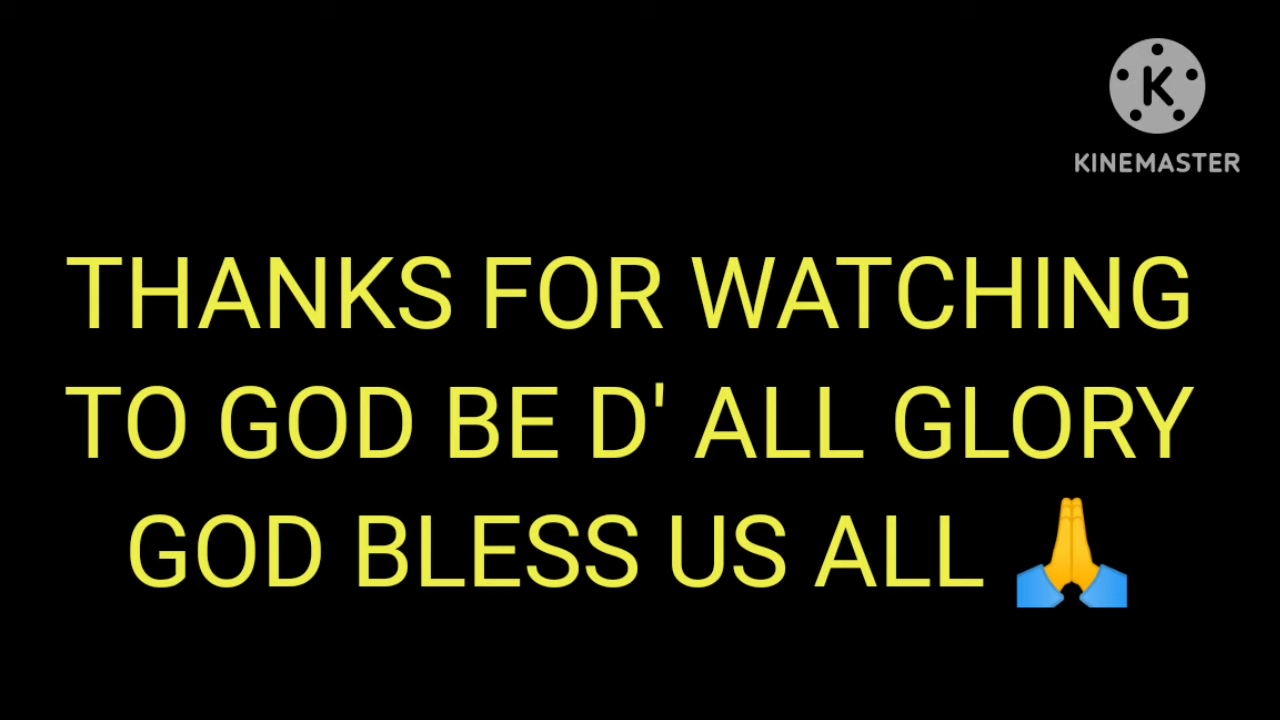 K
KINEMASTER
THANKS FOR WATCHING
TO GOD BE D' ALL GLORY
GOD BLESS US ALL 🙏